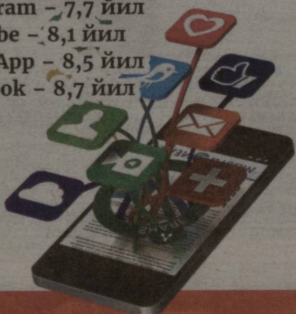 ram – 7,7 йил
be – 8,1 йил
App – 8,5 йил
ok – 8,7 йил